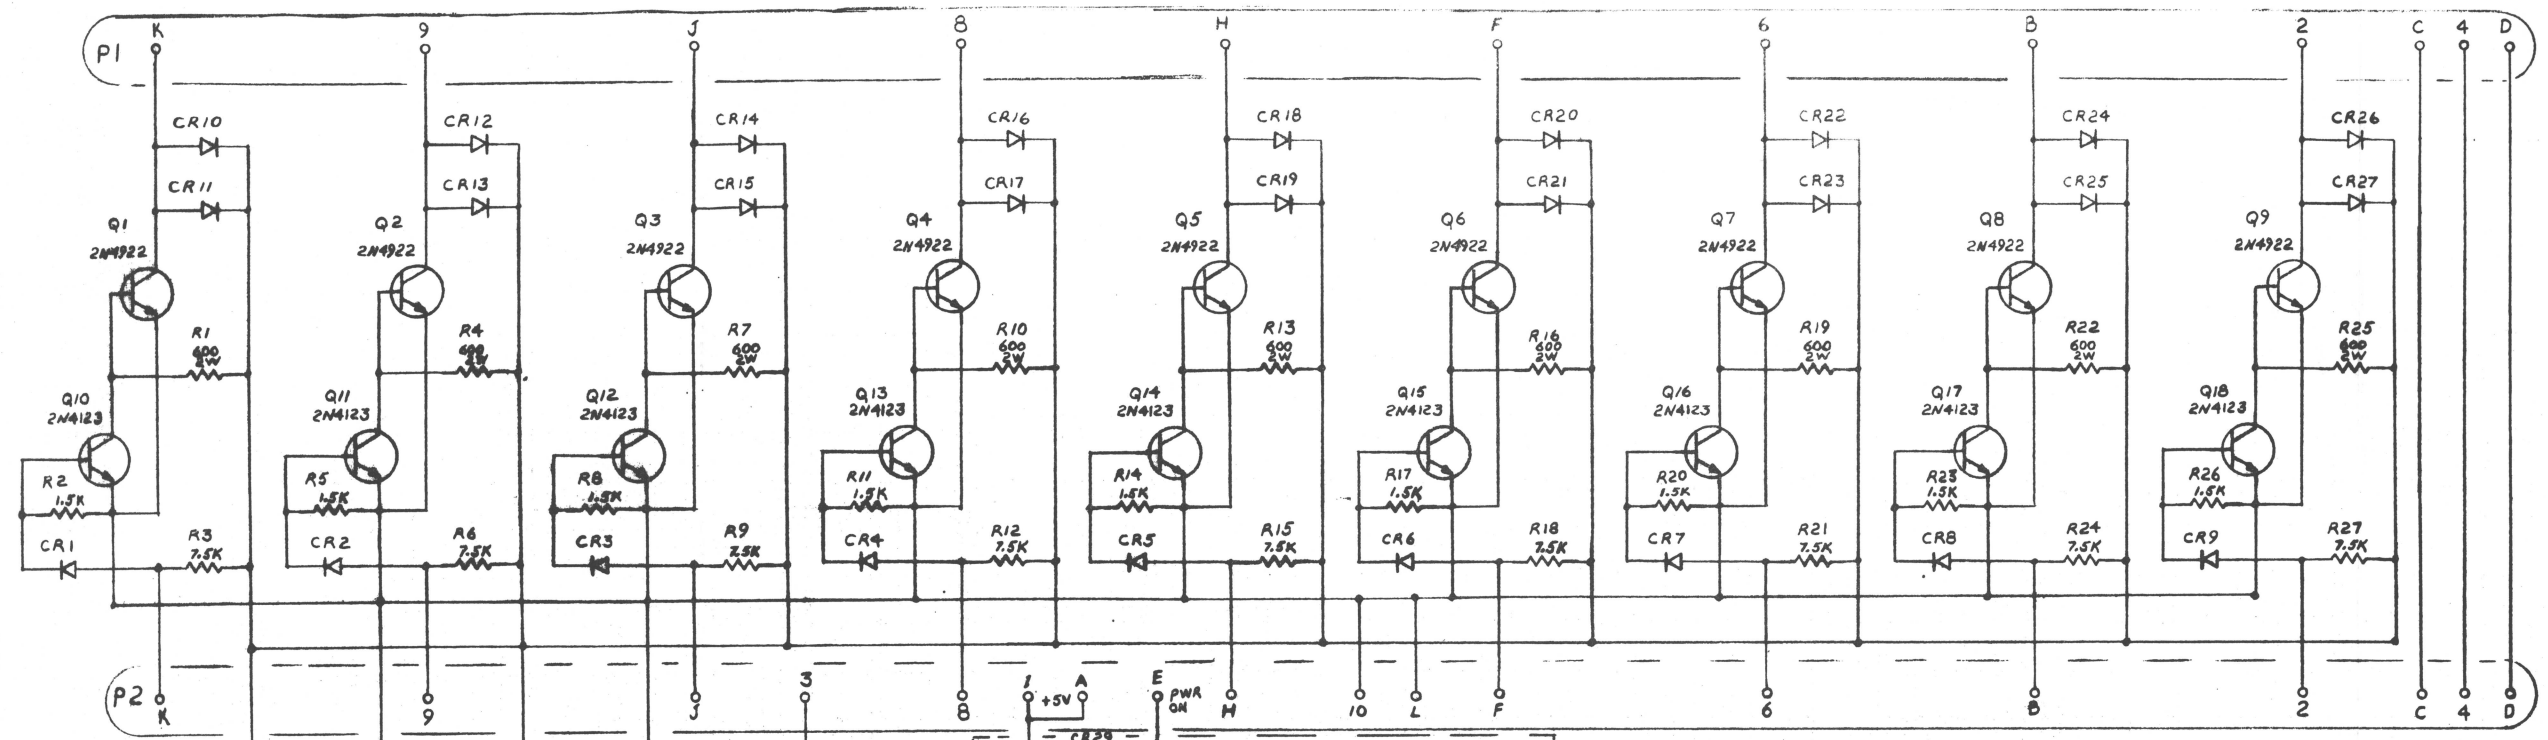 K 9 J 8 H F 6 B 2 C 4 D
P1
CR10 CR12 CR14 CR16 CR18 CR20 CR22 CR24 CR26
CR11 CR13 CR15 CR17 CR19 CR21 CR23 CR25 CR27
Q1 Q2 Q3 Q4 Q5 Q6 Q7 Q8 Q9
2N4922 2N4922 2N4922 2N4922 2N4922 2N4922 2N4922 2N4922 2N4922
R1 R4 R7 R10 R13 R16 R19 R22 R25
600 600 600 600 600 600 600 600 600
2W 2W 2W 2W 2W 2W 2W 2W 2W
Q10 Q11 Q12 Q13 Q14 Q15 Q16 Q17 Q18
2N4123 2N4123 2N4123 2N4123 2N4123 2N4123 2N4123 2N4123 2N4123
R2 R5 R8 R11 R14 R17 R20 R23 R26
1.5K 1.5K 1.5K 1.5K 1.5K 1.5K 1.5K 1.5K 1.5K
CR1 R3 CR2 R6 CR3 R9 CR4 R12 CR5 R15 CR6 R18 CR7 R21 CR8 R24 CR9 R27
7.5K 7.5K 7.5K 7.5K 7.5K 7.5K 7.5K 7.5K 7.5K
P2
3 1 A E
+5V PWR
ON
K 9 J 8 H 10 L F 6 B 2 C 4 D
CR29